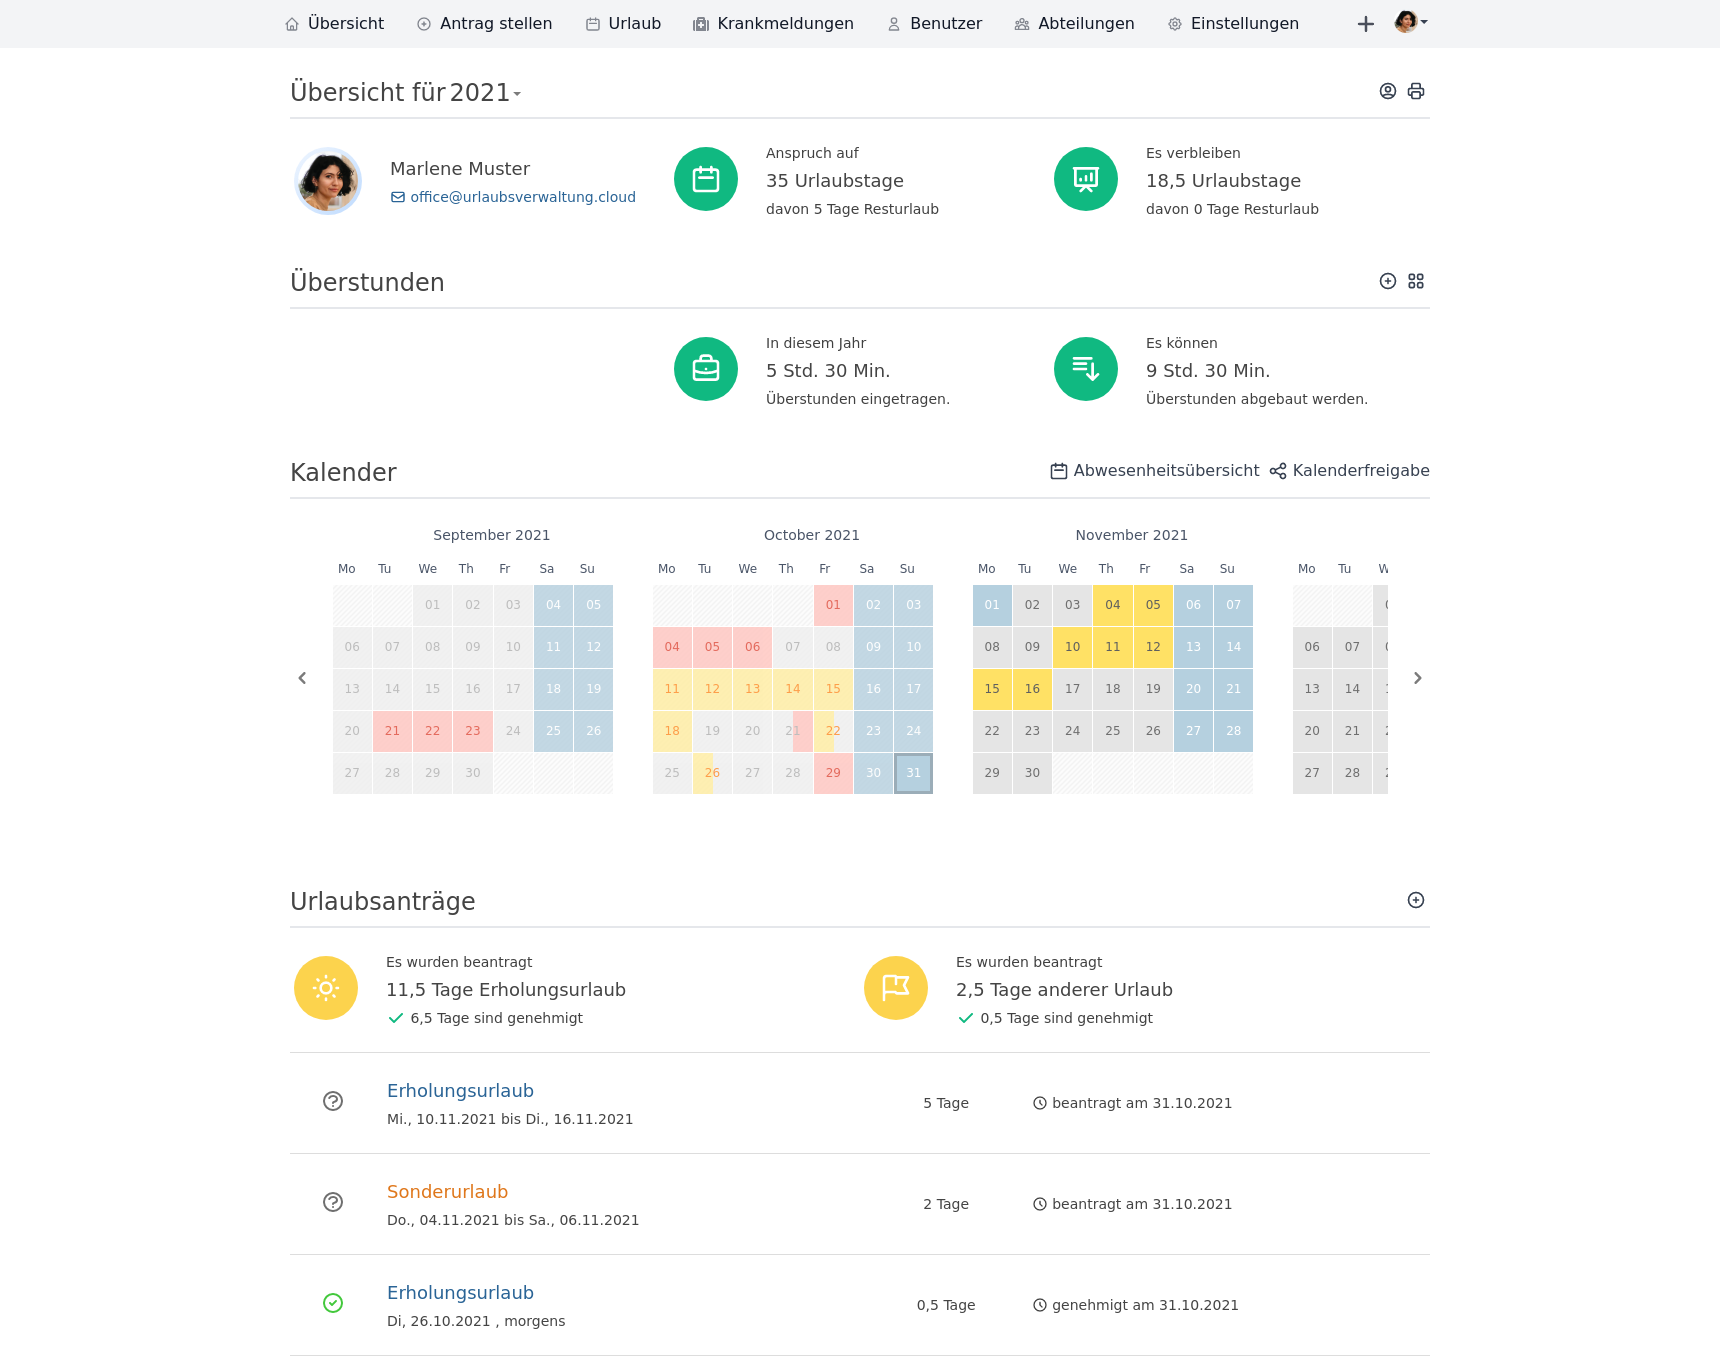 Übersicht Antrag stellen Urlaub Krankmeldungen Benutzer Abteilungen Einstellungen
Übersicht für 2021
Marlene Muster
office@urlaubsverwaltung.cloud
Anspruch auf
35 Urlaubstage
davon 5 Tage Resturlaub
Es verbleiben
18,5 Urlaubstage
davon 0 Tage Resturlaub
Überstunden
In diesem Jahr
5 Std. 30 Min.
Überstunden eingetragen.
Es können
9 Std. 30 Min.
Überstunden abgebaut werden.
Kalender
Abwesenheitsübersicht Kalenderfreigabe
September 2021
Mo Tu We Th Fr Sa Su
01 02 03 04 05
06 07 08 09 10 11 12
13 14 15 16 17 18 19
20 21 22 23 24 25 26
27 28 29 30
October 2021
Mo Tu We Th Fr Sa Su
01 02 03
04 05 06 07 08 09 10
11 12 13 14 15 16 17
18 19 20 21 22 23 24
25 26 27 28 29 30 31
November 2021
Mo Tu We Th Fr Sa Su
01 02 03 04 05 06 07
08 09 10 11 12 13 14
15 16 17 18 19 20 21
22 23 24 25 26 27 28
29 30
Mo Tu
06 07
13 14
20 21
27 28
Urlaubsanträge
Es wurden beantragt
11,5 Tage Erholungsurlaub
6,5 Tage sind genehmigt
Es wurden beantragt
2,5 Tage anderer Urlaub
0,5 Tage sind genehmigt
Erholungsurlaub
Mi., 10.11.2021 bis Di., 16.11.2021
5 Tage
beantragt am 31.10.2021
Sonderurlaub
Do., 04.11.2021 bis Sa., 06.11.2021
2 Tage
beantragt am 31.10.2021
Erholungsurlaub
Di, 26.10.2021 , morgens
0,5 Tage
genehmigt am 31.10.2021